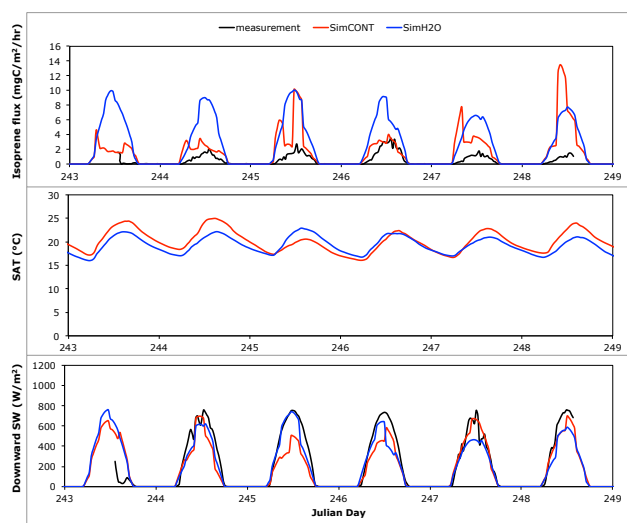 measurement SimCONT SimH2O
Isoprene flux (mgC/m²/hr)
16
14
12
10
8
6
4
2
0
243 244 245 246 247 248 249
SAT (°C)
30
25
20
15
10
5
0
243 244 245 246 247 248 249
Downward SW (W/m²)
1200
1000
800
600
400
200
0
243 244 245 246 247 248 249
Julian Day